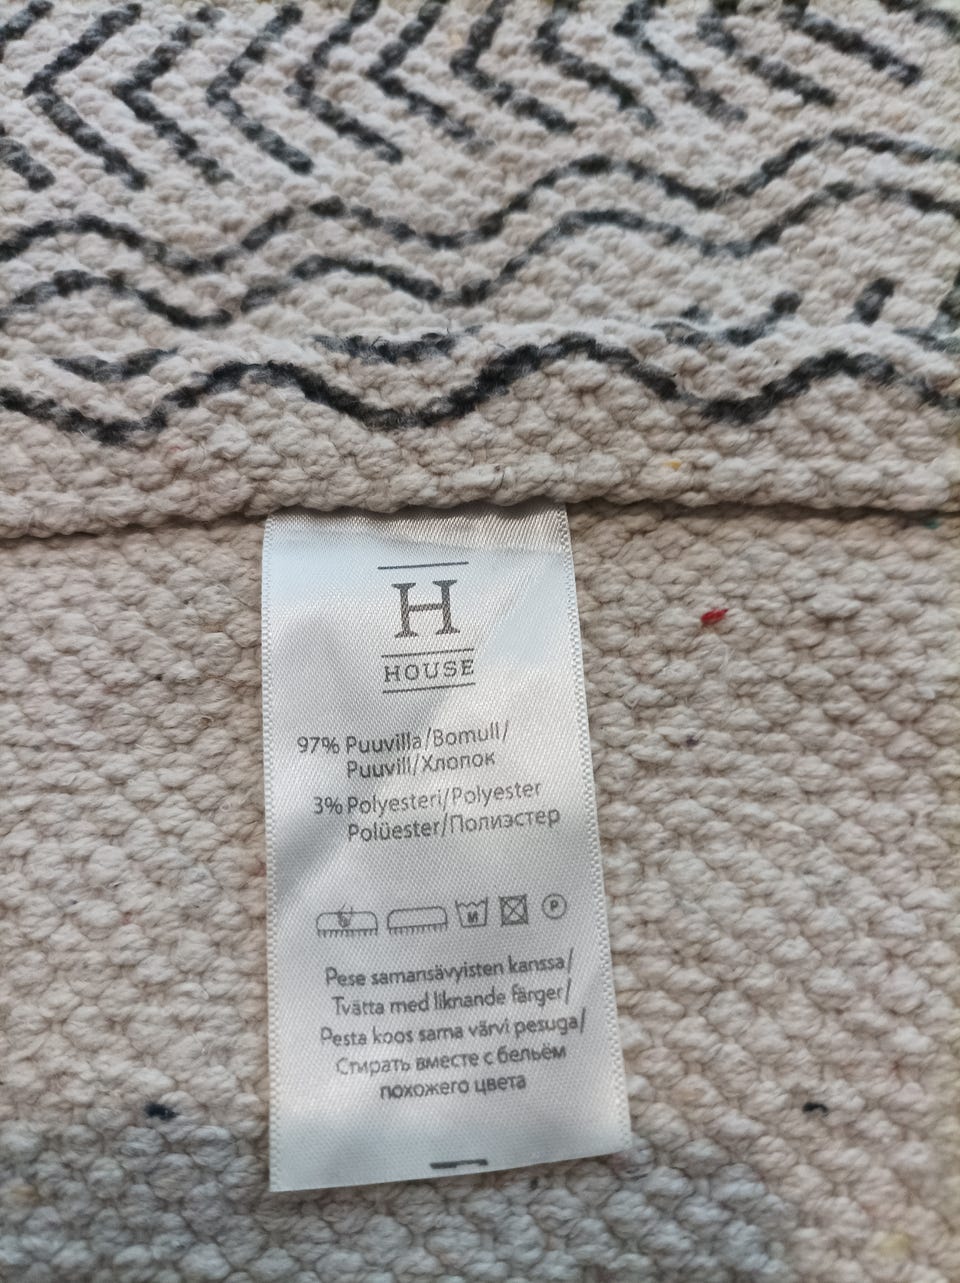 H
HOUSE
97% Puuvilla/Bomull/
Puuvill/Хлопок
3% Polyesteri/Polyester
Polüester/Полиэстер
И P
Pese samansävyisten kanssa/
Tvätta med liknande färger/
Pesta koos sama värvi pesuga/
Стирать вместе с бельём
похожего цвета